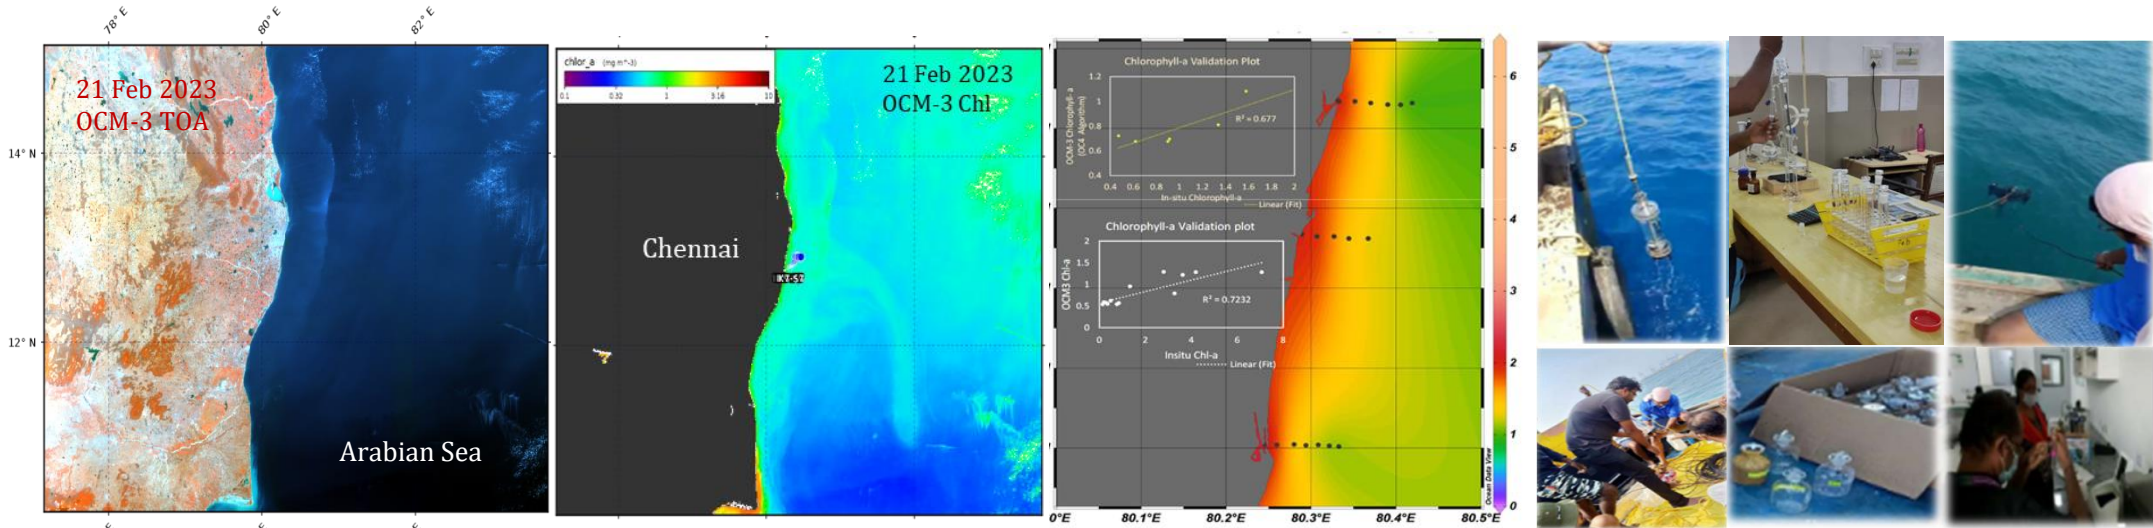 78° E
80° E
82° E
21 Feb 2023
OCM-3 TOA
14° N
12° N
Arabian Sea
chlor_a (mg m^-3)
0.1 0.32 1 3.16 10
21 Feb 2023
OCM-3 Chl
Chennai
Chlorophyll-a Validation Plot
OCM-3 Chlorophyll-a
(OC4 Algorithm)
1.2
1
0.8
0.6
0.4
R² = 0.677
0.4 0.6 0.8 1 1.2 1.4 1.6 1.8 2
In-situ Chlorophyll-a
Linear (Fit)
Chlorophyll-a Validation plot
OCM3 Chl-a
2
1.5
1
0.5
0
R² = 0.7232
0 2 4 6 8
Insitu Chl-a
Linear (Fit)
0°E 80.1°E 80.2°E 80.3°E 80.4°E 80.5°E
6
5
4
3
2
1
0
Ocean Data View